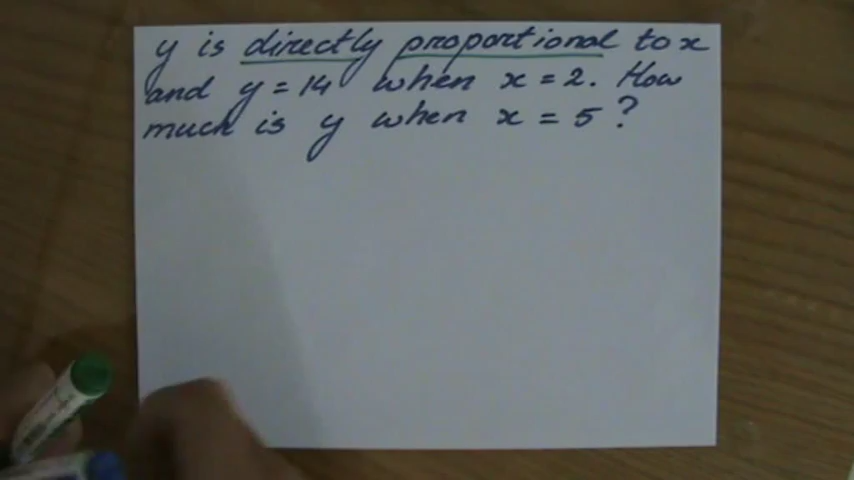 y is directly proportional to x
and y = 14 when x = 2. How
much is y when x = 5 ?